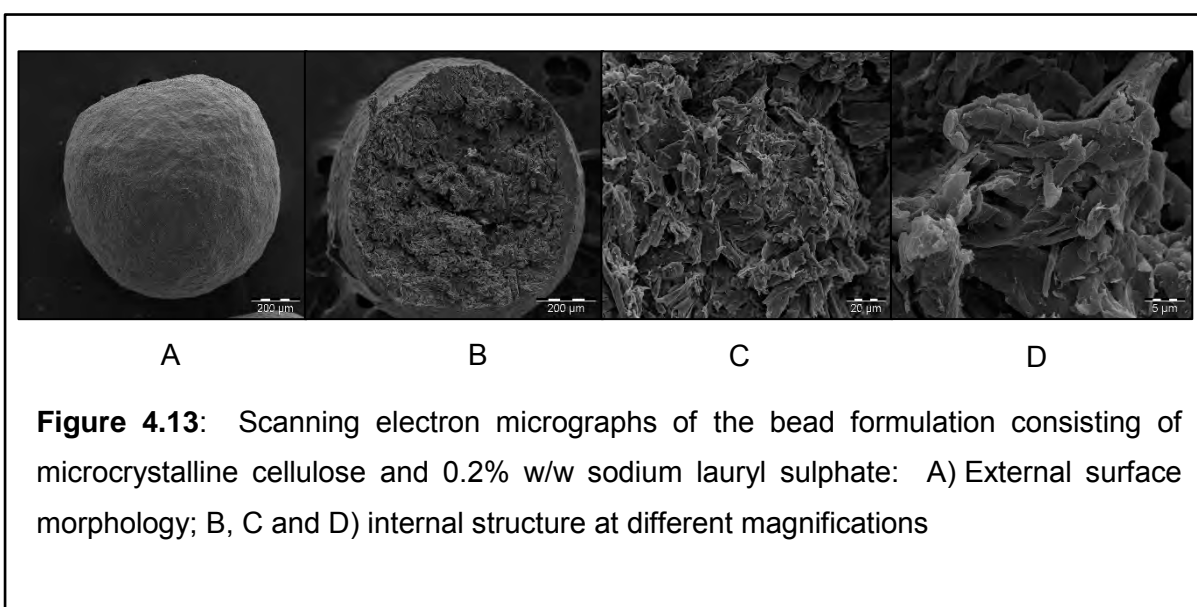 200 µm
200 µm
20 µm
5 µm
A
B
C
D
Figure 4.13: Scanning electron micrographs of the bead formulation consisting of
microcrystalline cellulose and 0.2% w/w sodium lauryl sulphate: A) External surface
morphology; B, C and D) internal structure at different magnifications